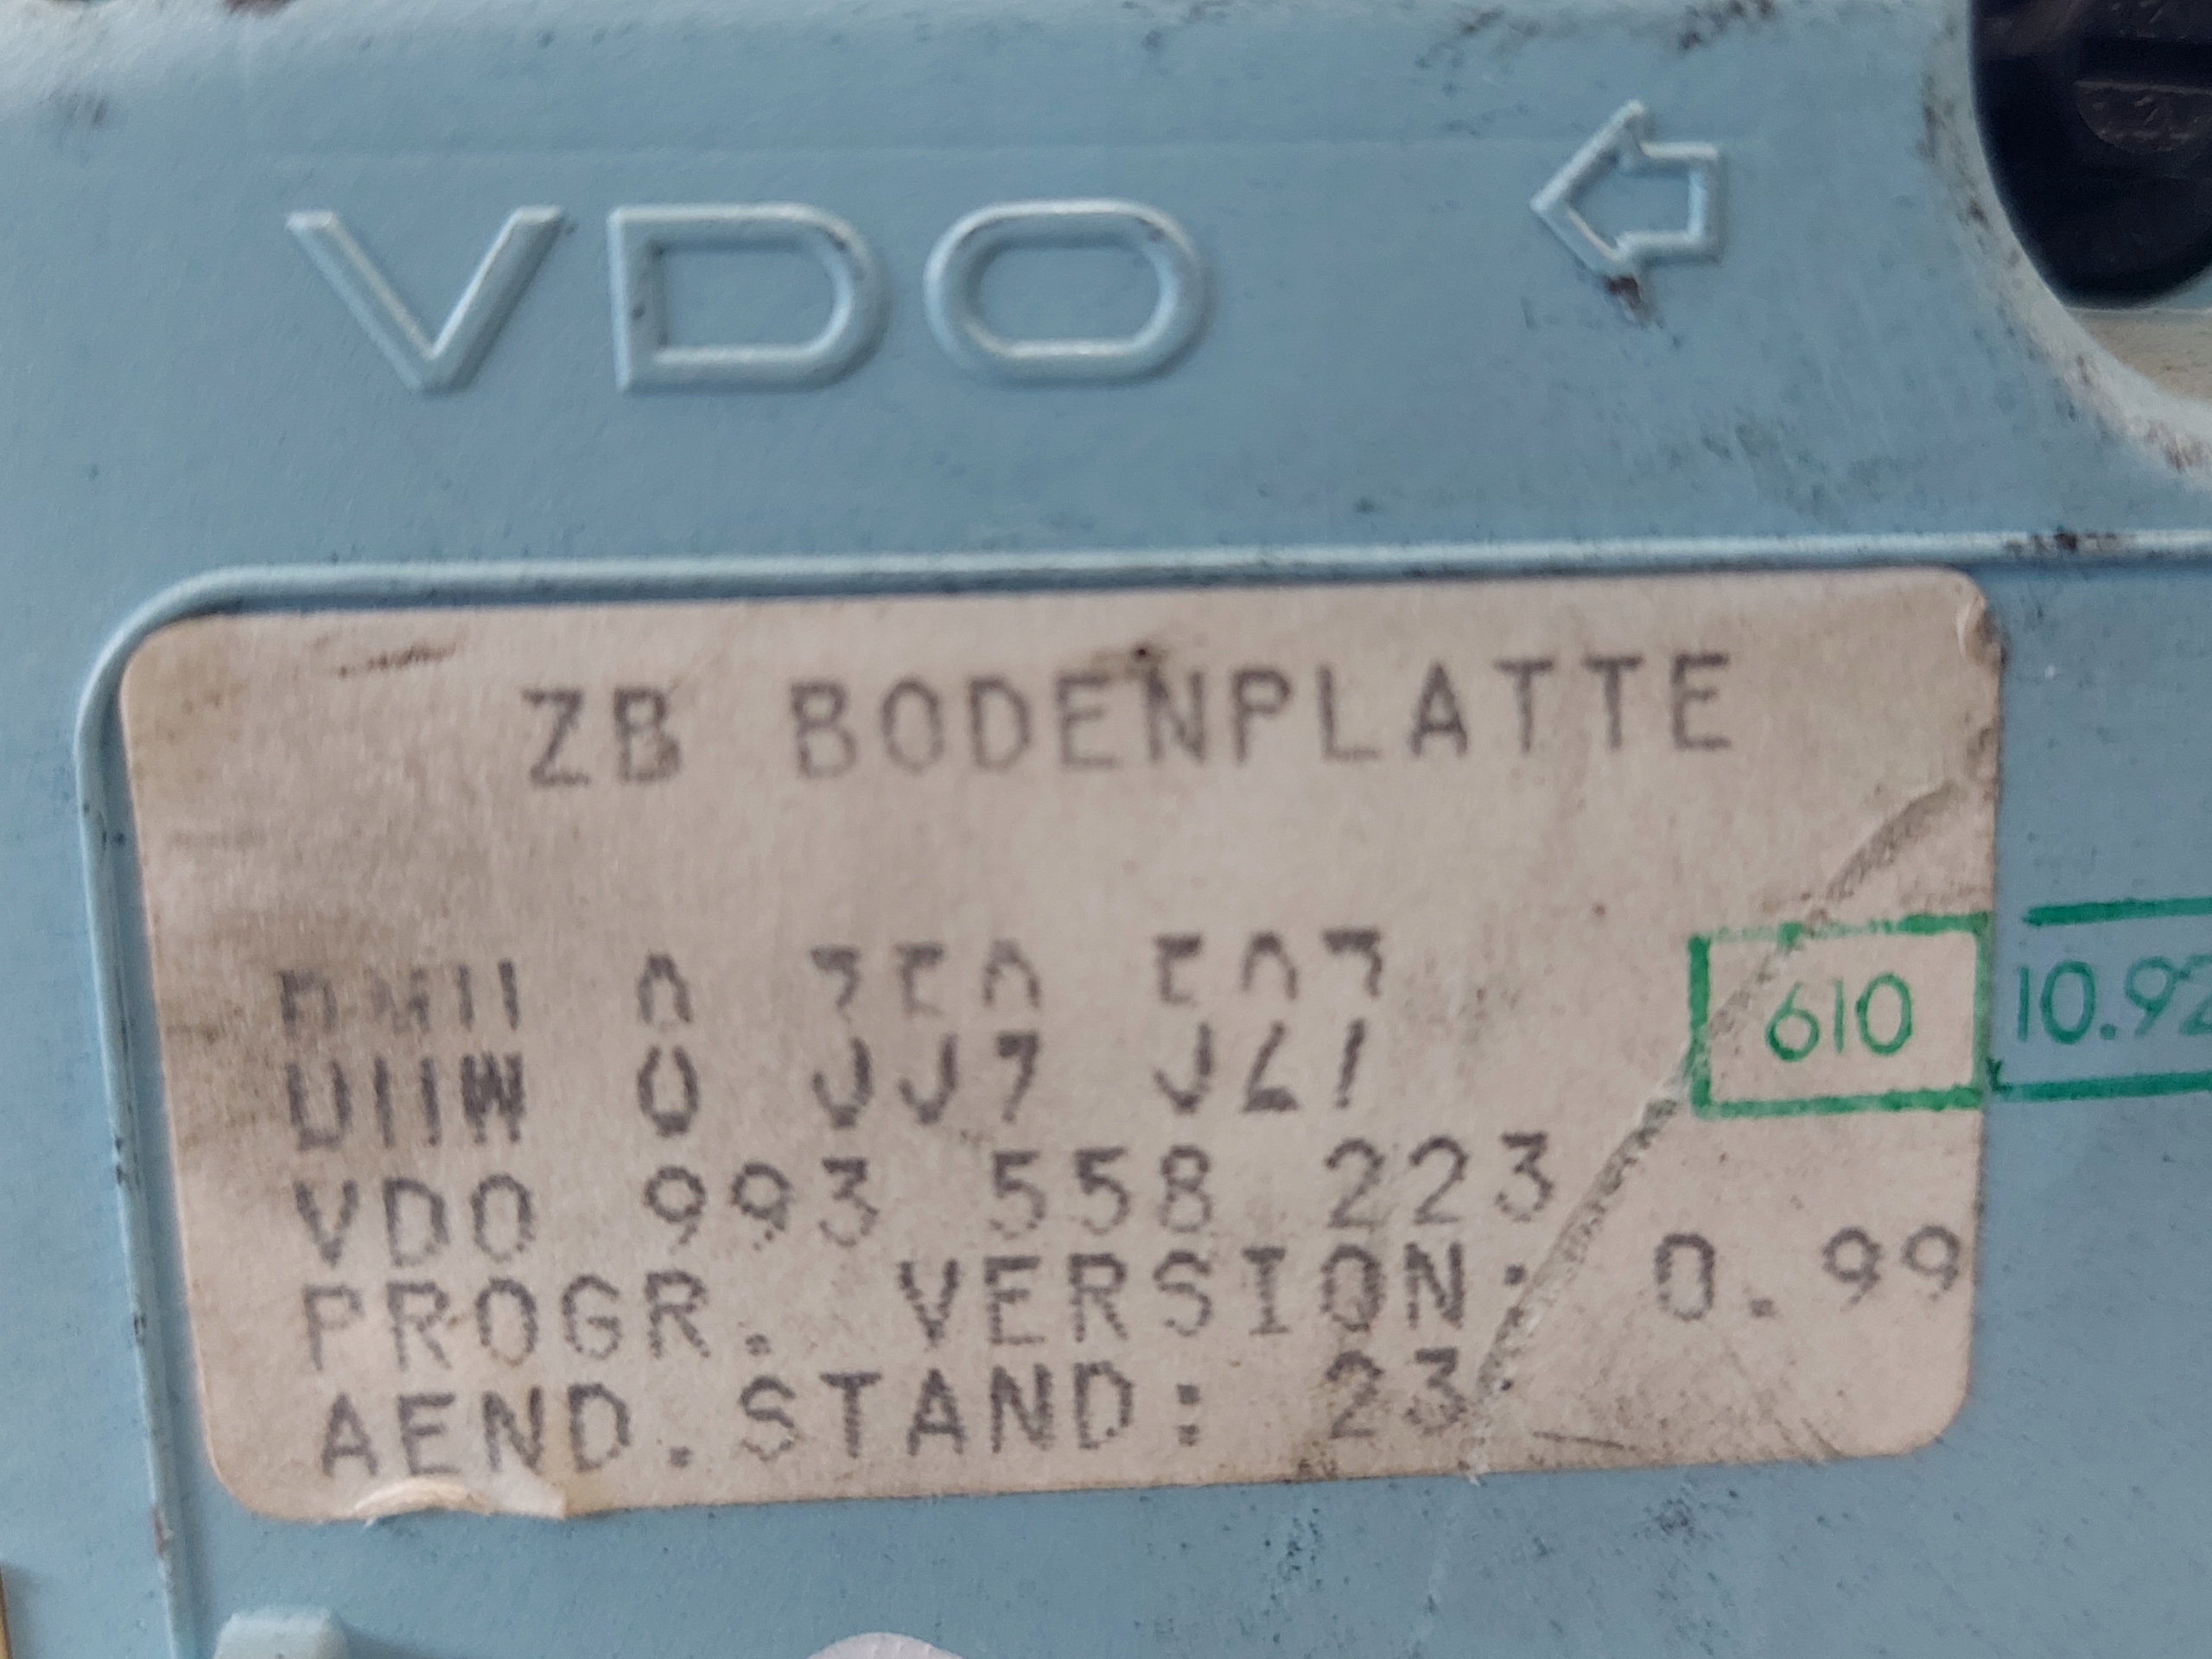 VDO
ZB BODENPLATTE
610
10.92
VDO 993 558 223
PROGR. VERSION: 0.99
AEND.STAND: 23